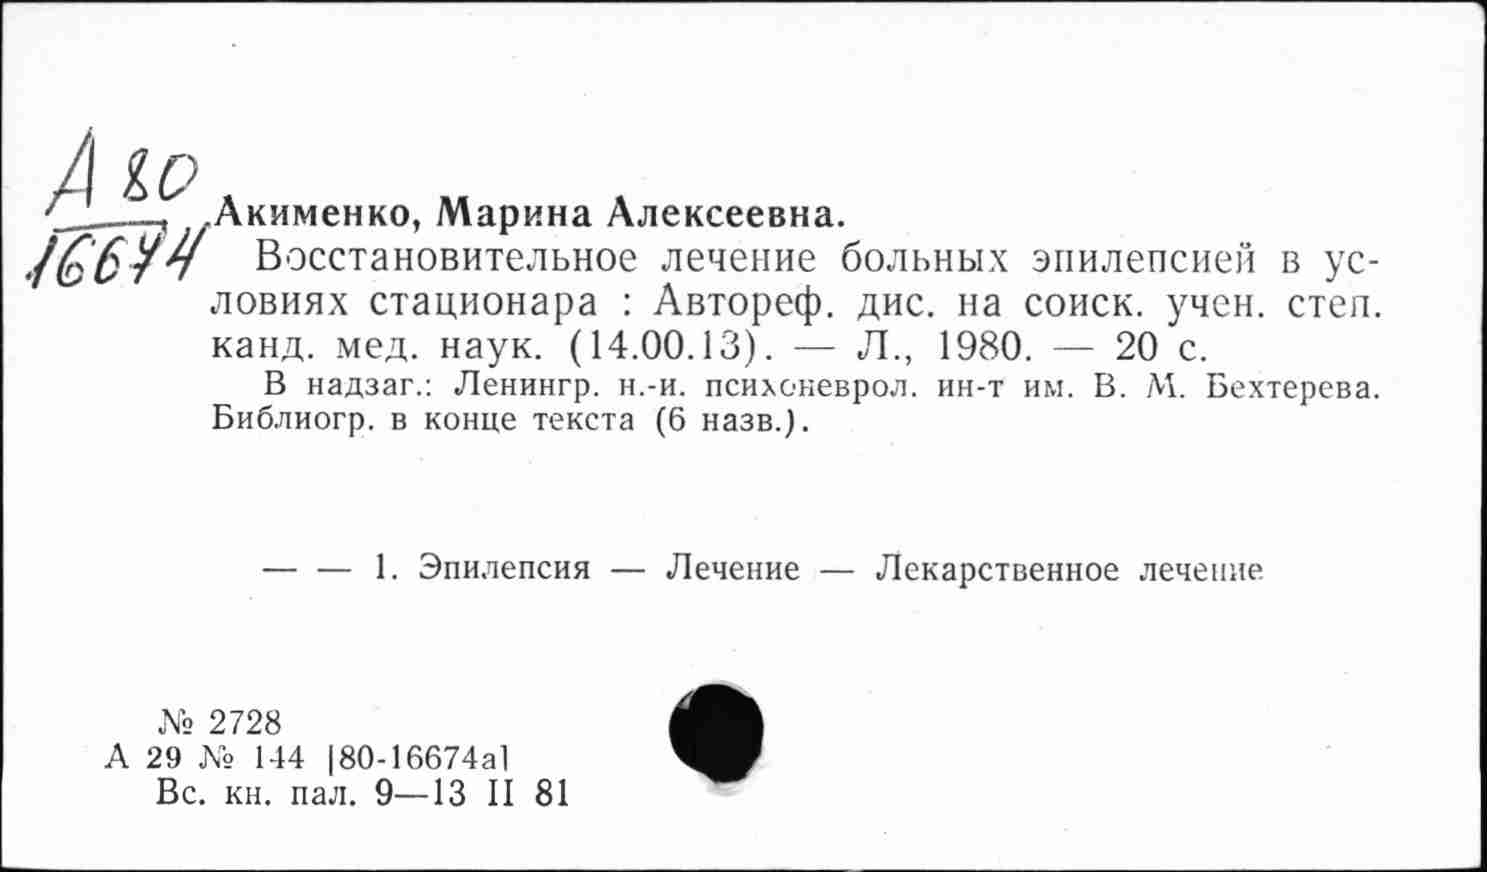 А 80
16674
Акименко, Марина Алексеевна.
Восстановительное лечение больных эпилепсией в ус-
ловиях стационара : Автореф. дис. на соиск. учен. степ.
канд. мед. наук. (14.00.13). — Л., 1980. — 20 с.
В надзаг.: Ленингр. н.-и. психоневрол. ин-т им. В. М. Бехтерева.
Библиогр. в конце текста (6 назв.).
— — 1. Эпилепсия — Лечение — Лекарственное лечение
№ 2728
А 29 № 144 [80-16674а]
Вс. кн. пал. 9—13 II 81